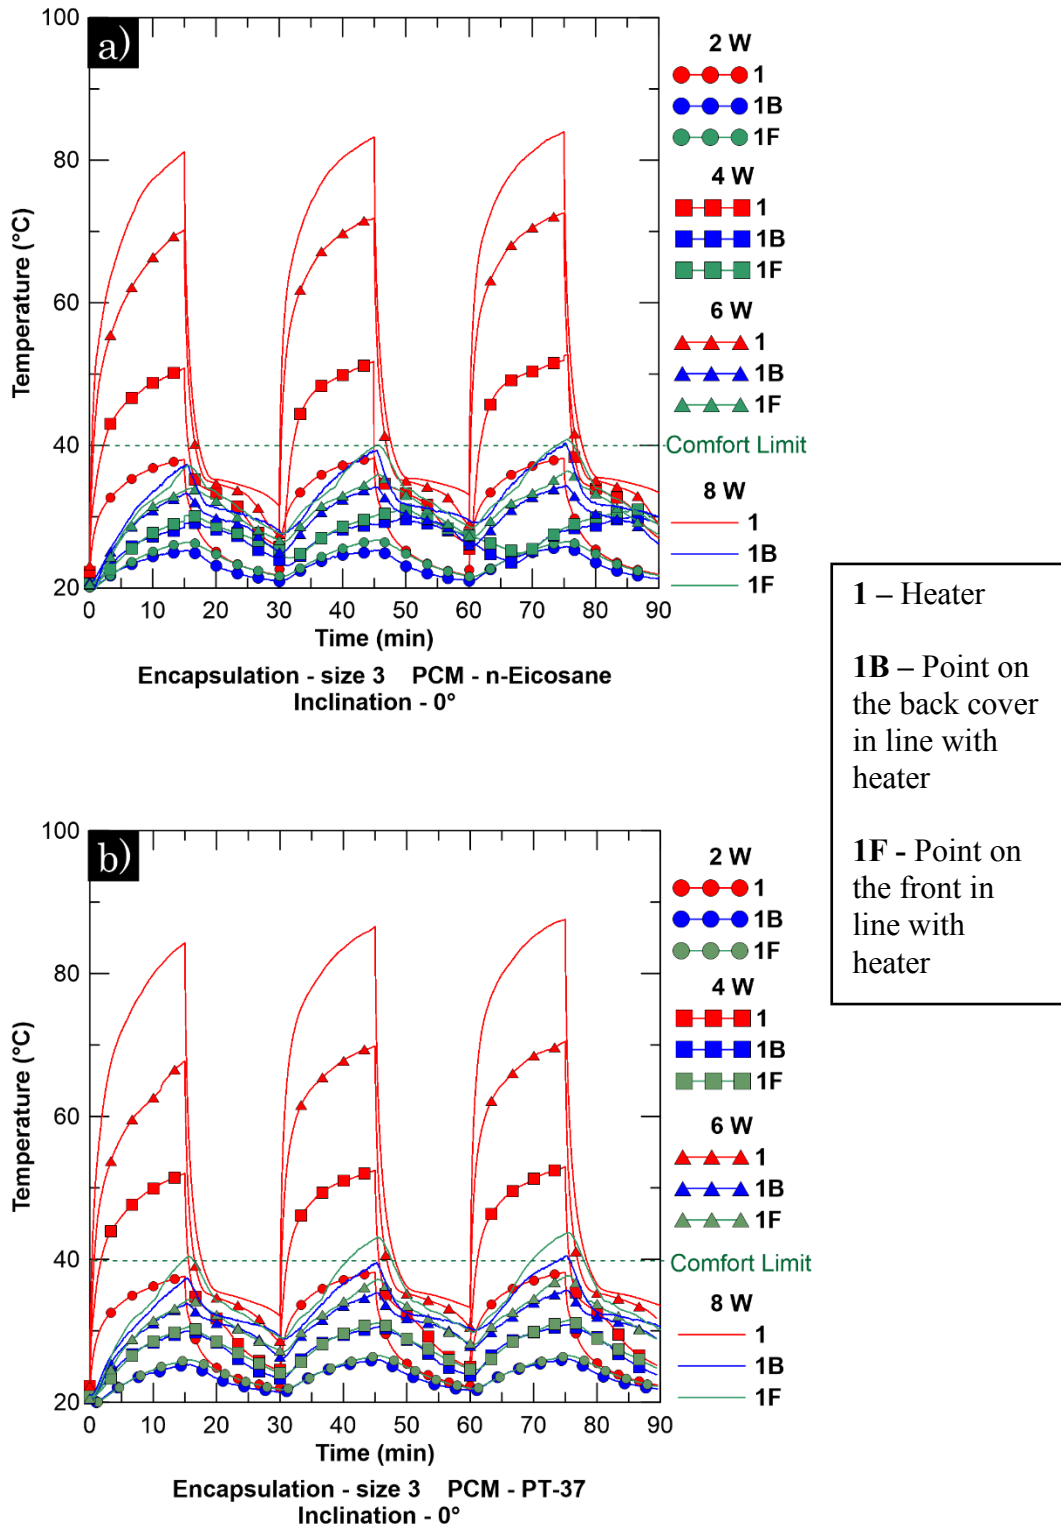 a)
100
80
60
40
20
Temperature (°C)
0 10 20 30 40 50 60 70 80 90
Time (min)
Encapsulation - size 3 PCM - n-Eicosane
Inclination - 0°
2 W
1
1B
1F
4 W
1
1B
1F
6 W
1
1B
1F
Comfort Limit
8 W
1
1B
1F
1 – Heater
1B – Point on
the back cover
in line with
heater
1F - Point on
the front in
line with
heater
b)
100
80
60
40
20
Temperature (°C)
0 10 20 30 40 50 60 70 80 90
Time (min)
Encapsulation - size 3 PCM - PT-37
Inclination - 0°
2 W
1
1B
1F
4 W
1
1B
1F
6 W
1
1B
1F
Comfort Limit
8 W
1
1B
1F